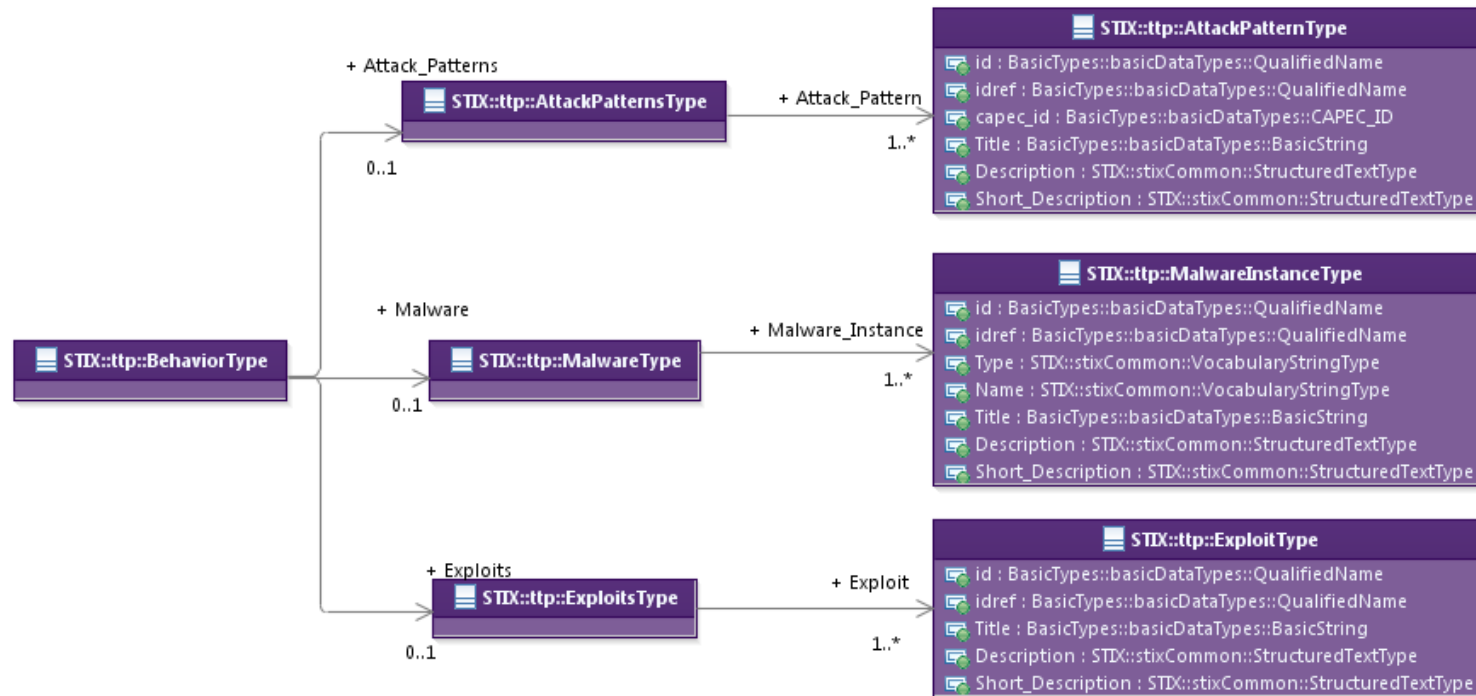 + Attack_Patterns
STIX::ttp::AttackPatternsType
0..1
+ Attack_Pattern
1..*
STIX::ttp::AttackPatternType
id : BasicTypes::basicDataTypes::QualifiedName
idref : BasicTypes::basicDataTypes::QualifiedName
capec_id : BasicTypes::basicDataTypes::CAPEC_ID
Title : BasicTypes::basicDataTypes::BasicString
Description : STIX::stixCommon::StructuredTextType
Short_Description : STIX::stixCommon::StructuredTextType
STIX::ttp::BehaviorType
+ Malware
STIX::ttp::MalwareType
0..1
+ Malware_Instance
1..*
STIX::ttp::MalwareInstanceType
id : BasicTypes::basicDataTypes::QualifiedName
idref : BasicTypes::basicDataTypes::QualifiedName
Type : STIX::stixCommon::VocabularyStringType
Name : STIX::stixCommon::VocabularyStringType
Title : BasicTypes::basicDataTypes::BasicString
Description : STIX::stixCommon::StructuredTextType
Short_Description : STIX::stixCommon::StructuredTextType
+ Exploits
STIX::ttp::ExploitsType
0..1
+ Exploit
1..*
STIX::ttp::ExploitType
id : BasicTypes::basicDataTypes::QualifiedName
idref : BasicTypes::basicDataTypes::QualifiedName
Title : BasicTypes::basicDataTypes::BasicString
Description : STIX::stixCommon::StructuredTextType
Short_Description : STIX::stixCommon::StructuredTextType